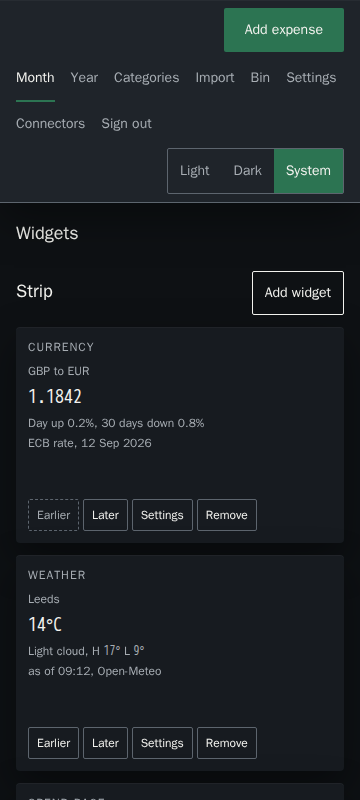 Add expense
Month Year Categories Import Bin Settings
Connectors Sign out
Light Dark System
Widgets
Strip Add widget
CURRENCY
GBP to EUR
1.1842
Day up 0.2%, 30 days down 0.8%
ECB rate, 12 Sep 2026
Earlier Later Settings Remove
WEATHER
Leeds
14°C
Light cloud, H 17° L 9°
as of 09:12, Open-Meteo
Earlier Later Settings Remove